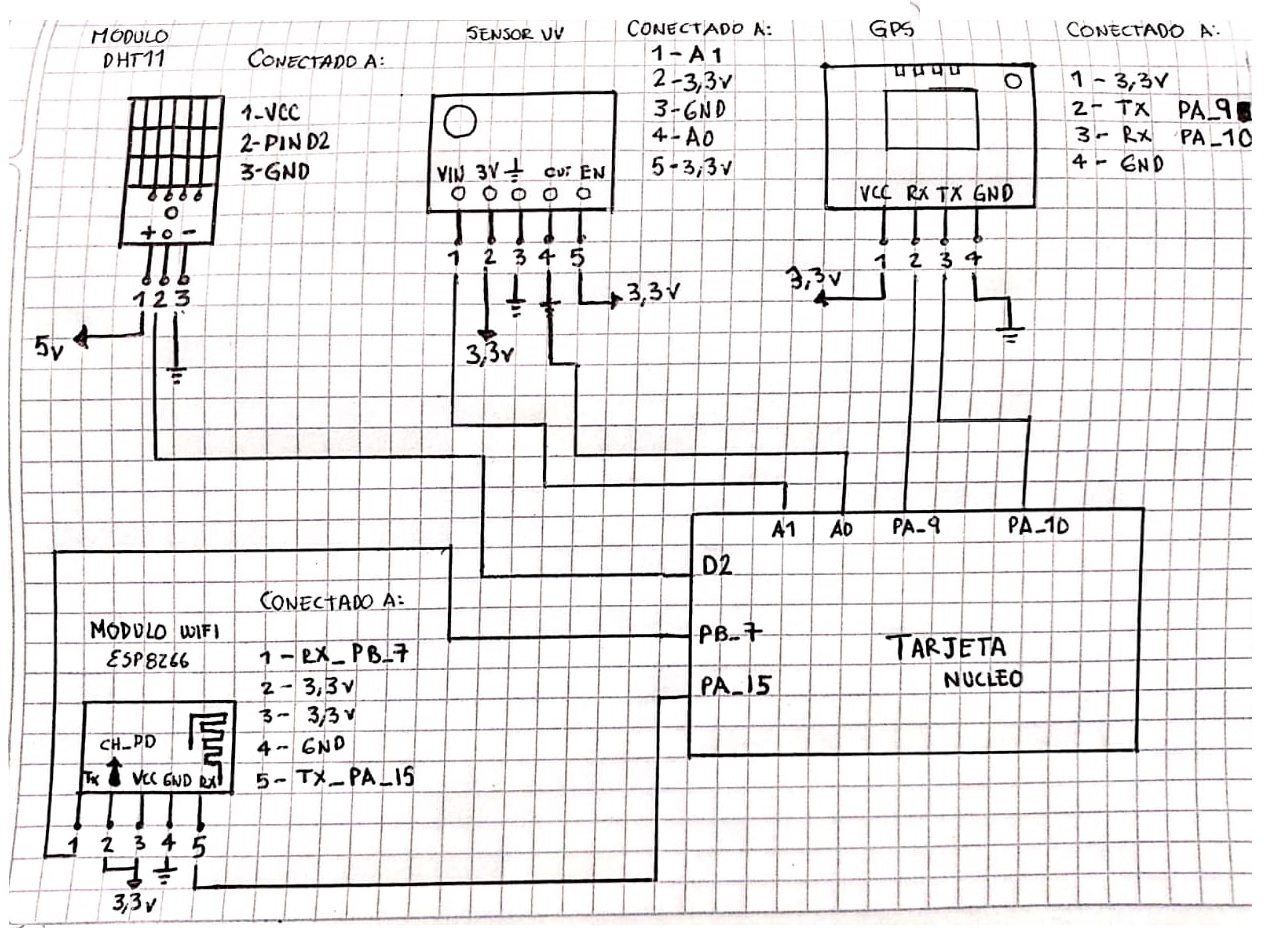 MÓDULO
DHT11
CONECTADO A:
1-VCC
2-PIN D2
3-GND
+ o -
1 2 3
5v
SENSOR UV
CONECTADO A:
1-A1
2-3,3v
3-GND
4-A0
5-3,3v
VIN 3V OUT EN
1 2 3 4 5
3,3v
3,3v
GPS
CONECTADO A:
1-3,3v
2-TX PA_9
3-RX PA_10
4-GND
VCC RX TX GND
1 2 3 4
3,3v
A1 A0 PA_9 PA_10
D2
PB_7
PA_15
TARJETA
NUCLEO
MODULO WIFI
ESP8266
CONECTADO A:
1-RX_PB_7
2-3,3v
3-3,3v
4-GND
5-TX_PA_15
CH_PD
TX VCC GND RX
1 2 3 4 5
3,3v